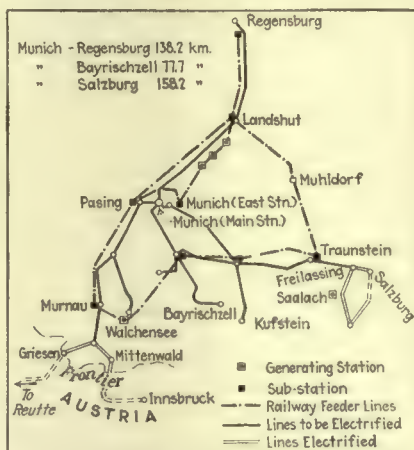 Regensburg
Munich - Regensburg 138.2 km.
" Bayrischzell 77.7 "
" Salzburg 158.2 "
Landshut
Muhldorf
Pasing
Munich (East Stn.)
Munich (Main Stn.)
Traunstein
Freilassing
Salzburg
Saalach
Murnau
Walchensee
Bayrischzell
Kufstein
Griesen
Mittenwald
Frontier
To
Reutte
AUSTRIA
Innsbruck
Generating Station
Sub-station
Railway Feeder Lines
Lines to be Electrified
Lines Electrified